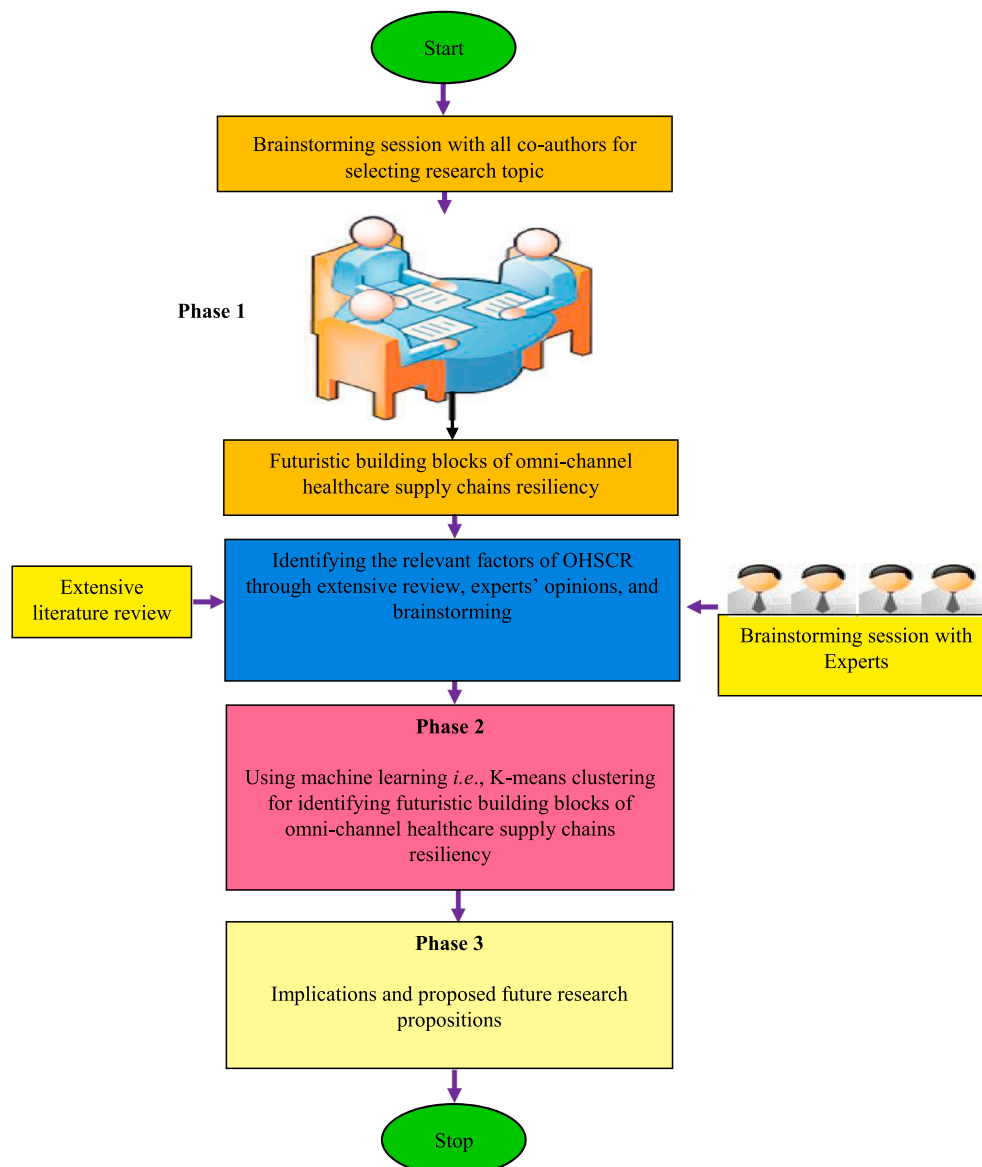 Start
Brainstorming session with all co-authors for
selecting research topic
Phase 1
Futuristic building blocks of omni-channel
healthcare supply chains resiliency
Identifying the relevant factors of OHSCR
through extensive review, experts' opinions, and
brainstorming
Extensive
literature review
Brainstorming session with
Experts
Phase 2
Using machine learning i.e., K-means clustering
for identifying futuristic building blocks of
omni-channel healthcare supply chains
resiliency
Phase 3
Implications and proposed future research
propositions
Stop